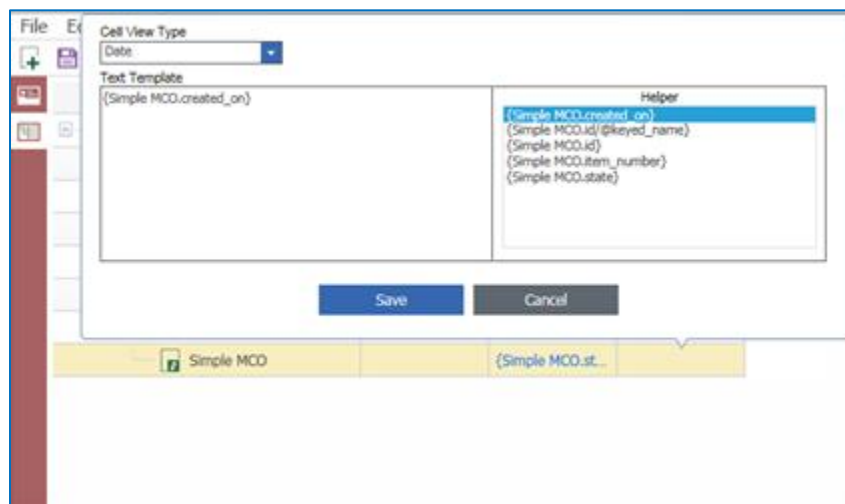 File
Cell View Type
Date
Text Template
{Simple MCO.created_on}
Helper
{Simple MCO.created_on}
{Simple MCO.id/@keyed_name}
{Simple MCO.id}
{Simple MCO.item_number}
{Simple MCO.state}
Save
Cancel
Simple MCO
{Simple MCO.st...